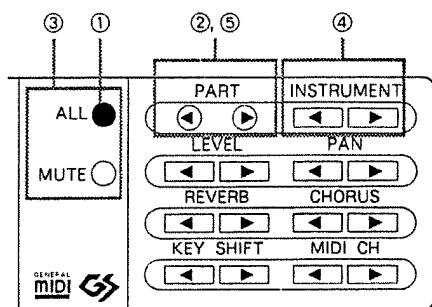 ③ ① ②, ⑤ ④
PART INSTRUMENT
ALL
LEVEL PAN
MUTE
REVERB CHORUS
KEY SHIFT MIDI CH
GENERAL
MIDI GS